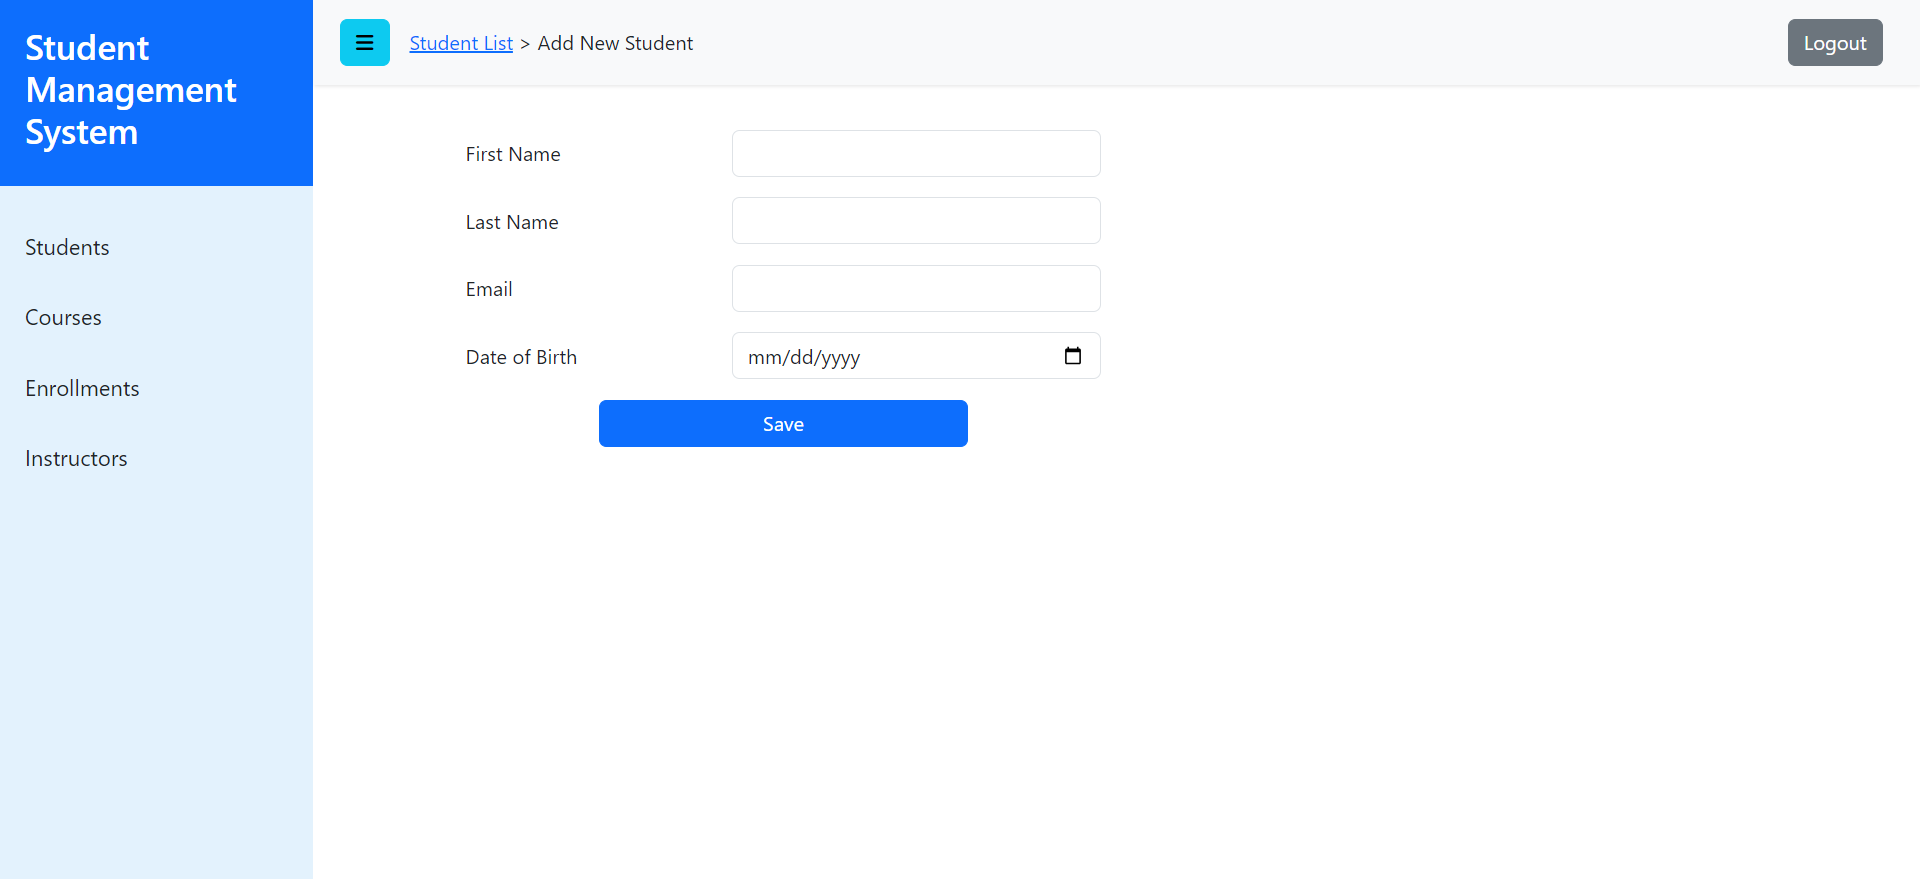 Student
Management
System
Students
Courses
Enrollments
Instructors
Student List > Add New Student
Logout
First Name
Last Name
Email
Date of Birth
mm/dd/yyyy
Save